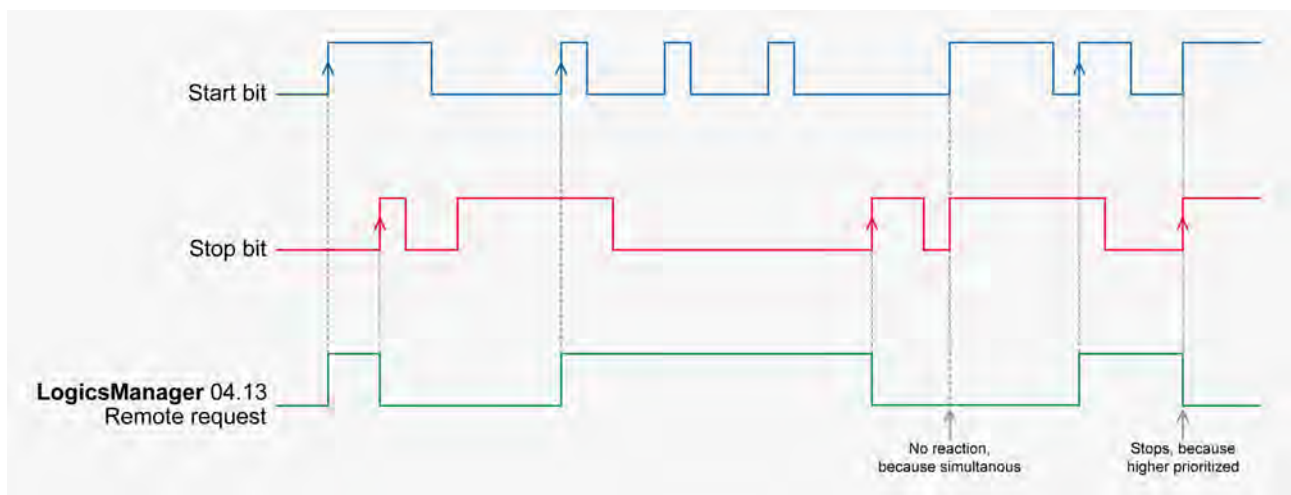 Start bit
Stop bit
LogicsManager 04.13
Remote request
No reaction,
because simultanous
Stops, because
higher prioritized